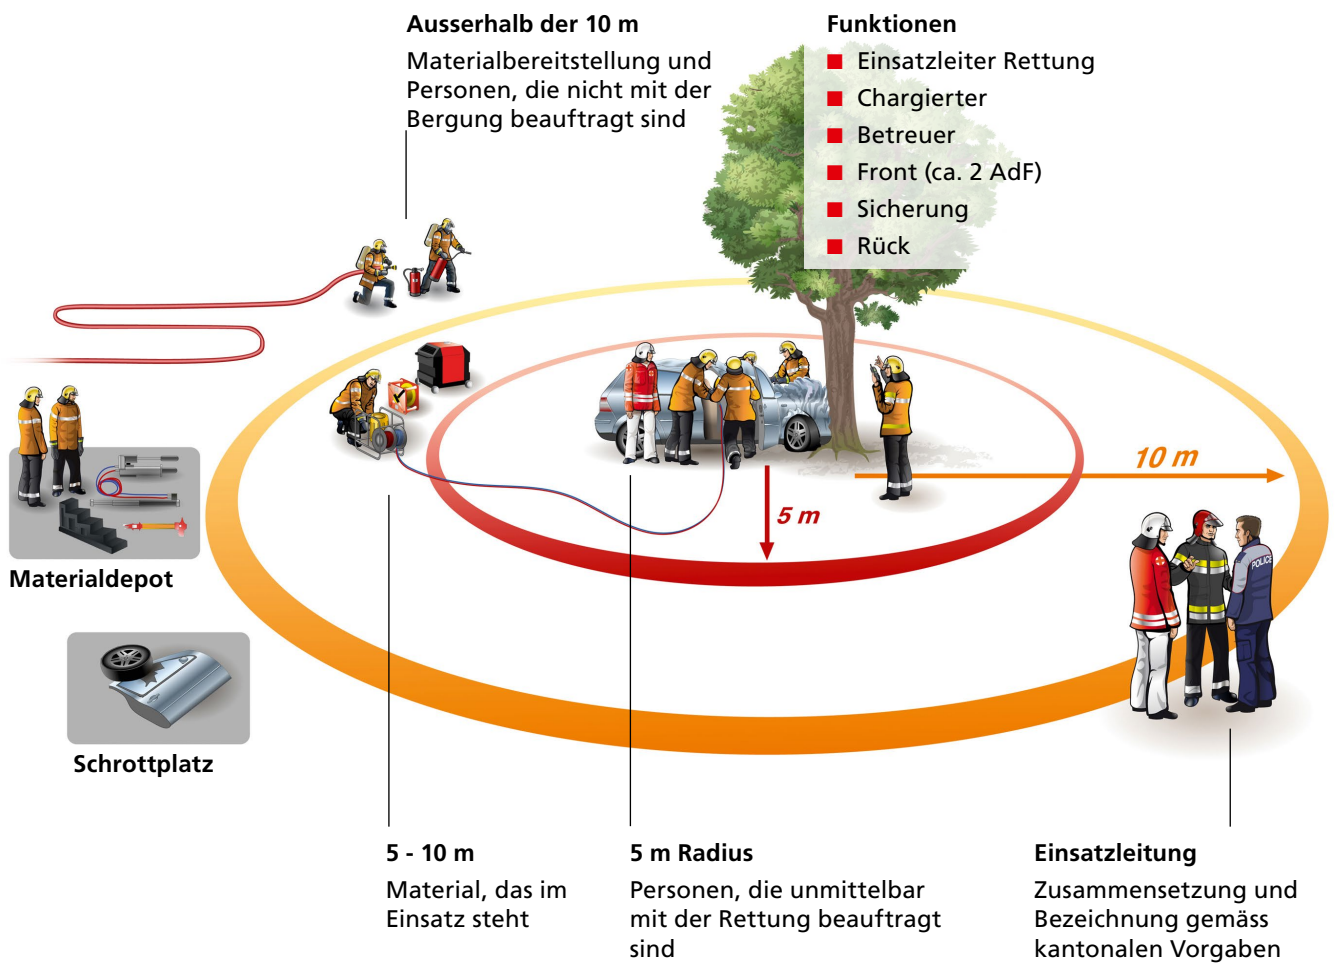 Ausserhalb der 10 m
Materialbereitstellung und
Personen, die nicht mit der
Bergung beauftragt sind
Funktionen
Einsatzleiter Rettung
Chargierter
Betreuer
Front (ca. 2 AdF)
Sicherung
Rück
10 m
5 m
POLICE
Materialdepot
Schrottplatz
5 - 10 m
Material, das im
Einsatz steht
5 m Radius
Personen, die unmittelbar
mit der Rettung beauftragt
sind
Einsatzleitung
Zusammensetzung und
Bezeichnung gemäss
kantonalen Vorgaben